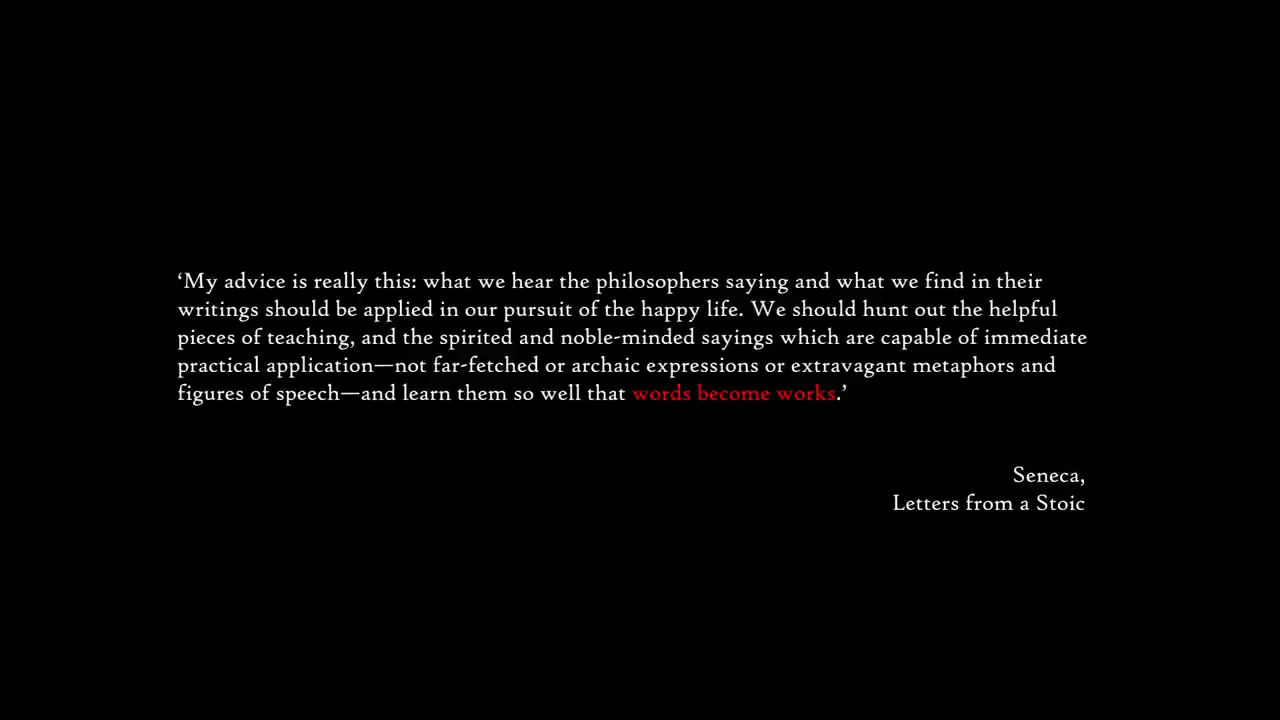 ‘My advice is really this: what we hear the philosophers saying and what we find in their
writings should be applied in our pursuit of the happy life. We should hunt out the helpful
pieces of teaching, and the spirited and noble-minded sayings which are capable of immediate
practical application—not far-fetched or archaic expressions or extravagant metaphors and
figures of speech—and learn them so well that words become works.’
Seneca,
Letters from a Stoic